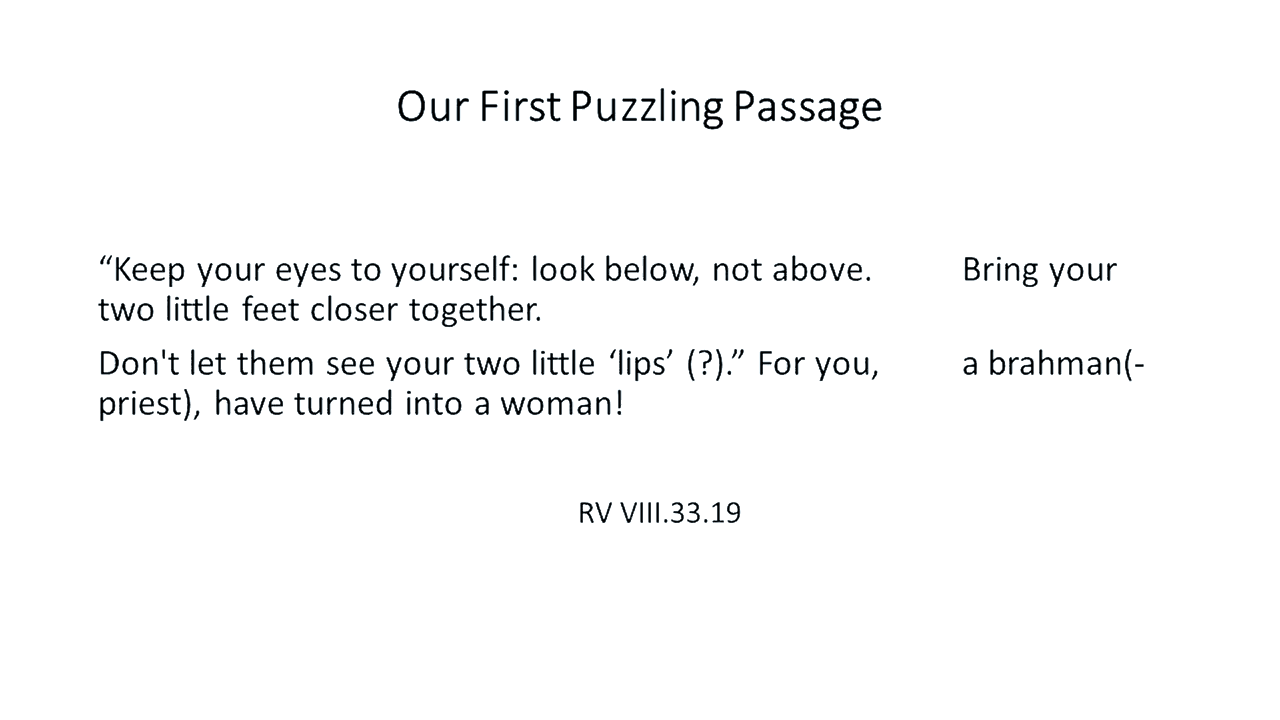 Our First Puzzling Passage
“Keep your eyes to yourself: look below, not above. Bring your
two little feet closer together.
Don't let them see your two little ‘lips’ (?).” For you, a brahman(-
priest), have turned into a woman!
RV VIII.33.19